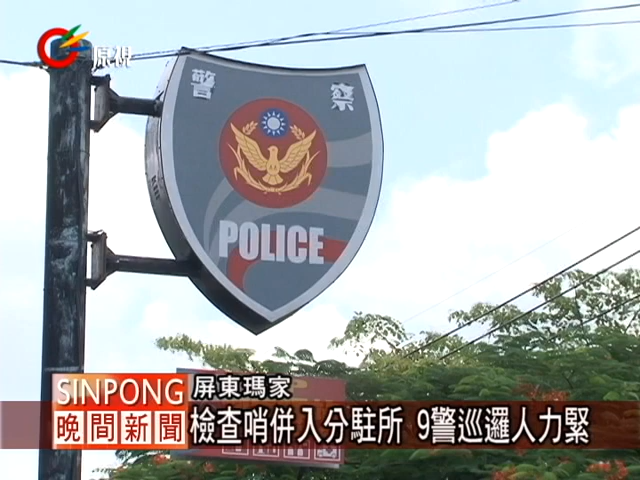 原視
警 察
POLICE
SINPONG
晚間新聞
屏東瑪家
檢查哨併入分駐所 9警巡邏人力緊